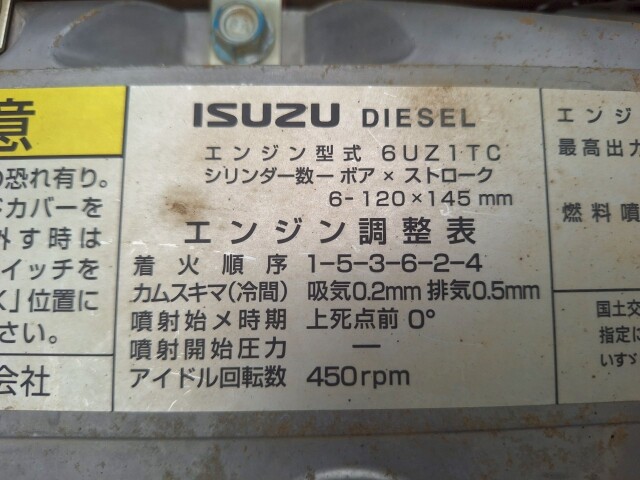 意
の恐れ有り。
ドカバーを
外す時は
イッチを
」位置に
さい。
会社
ISUZU DIESEL
エンジン型式 6UZ1TC
シリンダー数ー ボア × ストローク
6-120×145 mm
エンジン調整表
着火順序 1-5-3-6-2-4
カムスキマ(冷間) 吸気0.2mm 排気0.5mm
噴射始メ時期 上死点前 0°
噴射開始圧力 ―
アイドル回転数 450rpm
エンジ
最高出力
燃料噴
国土交
指定に
いすゞ